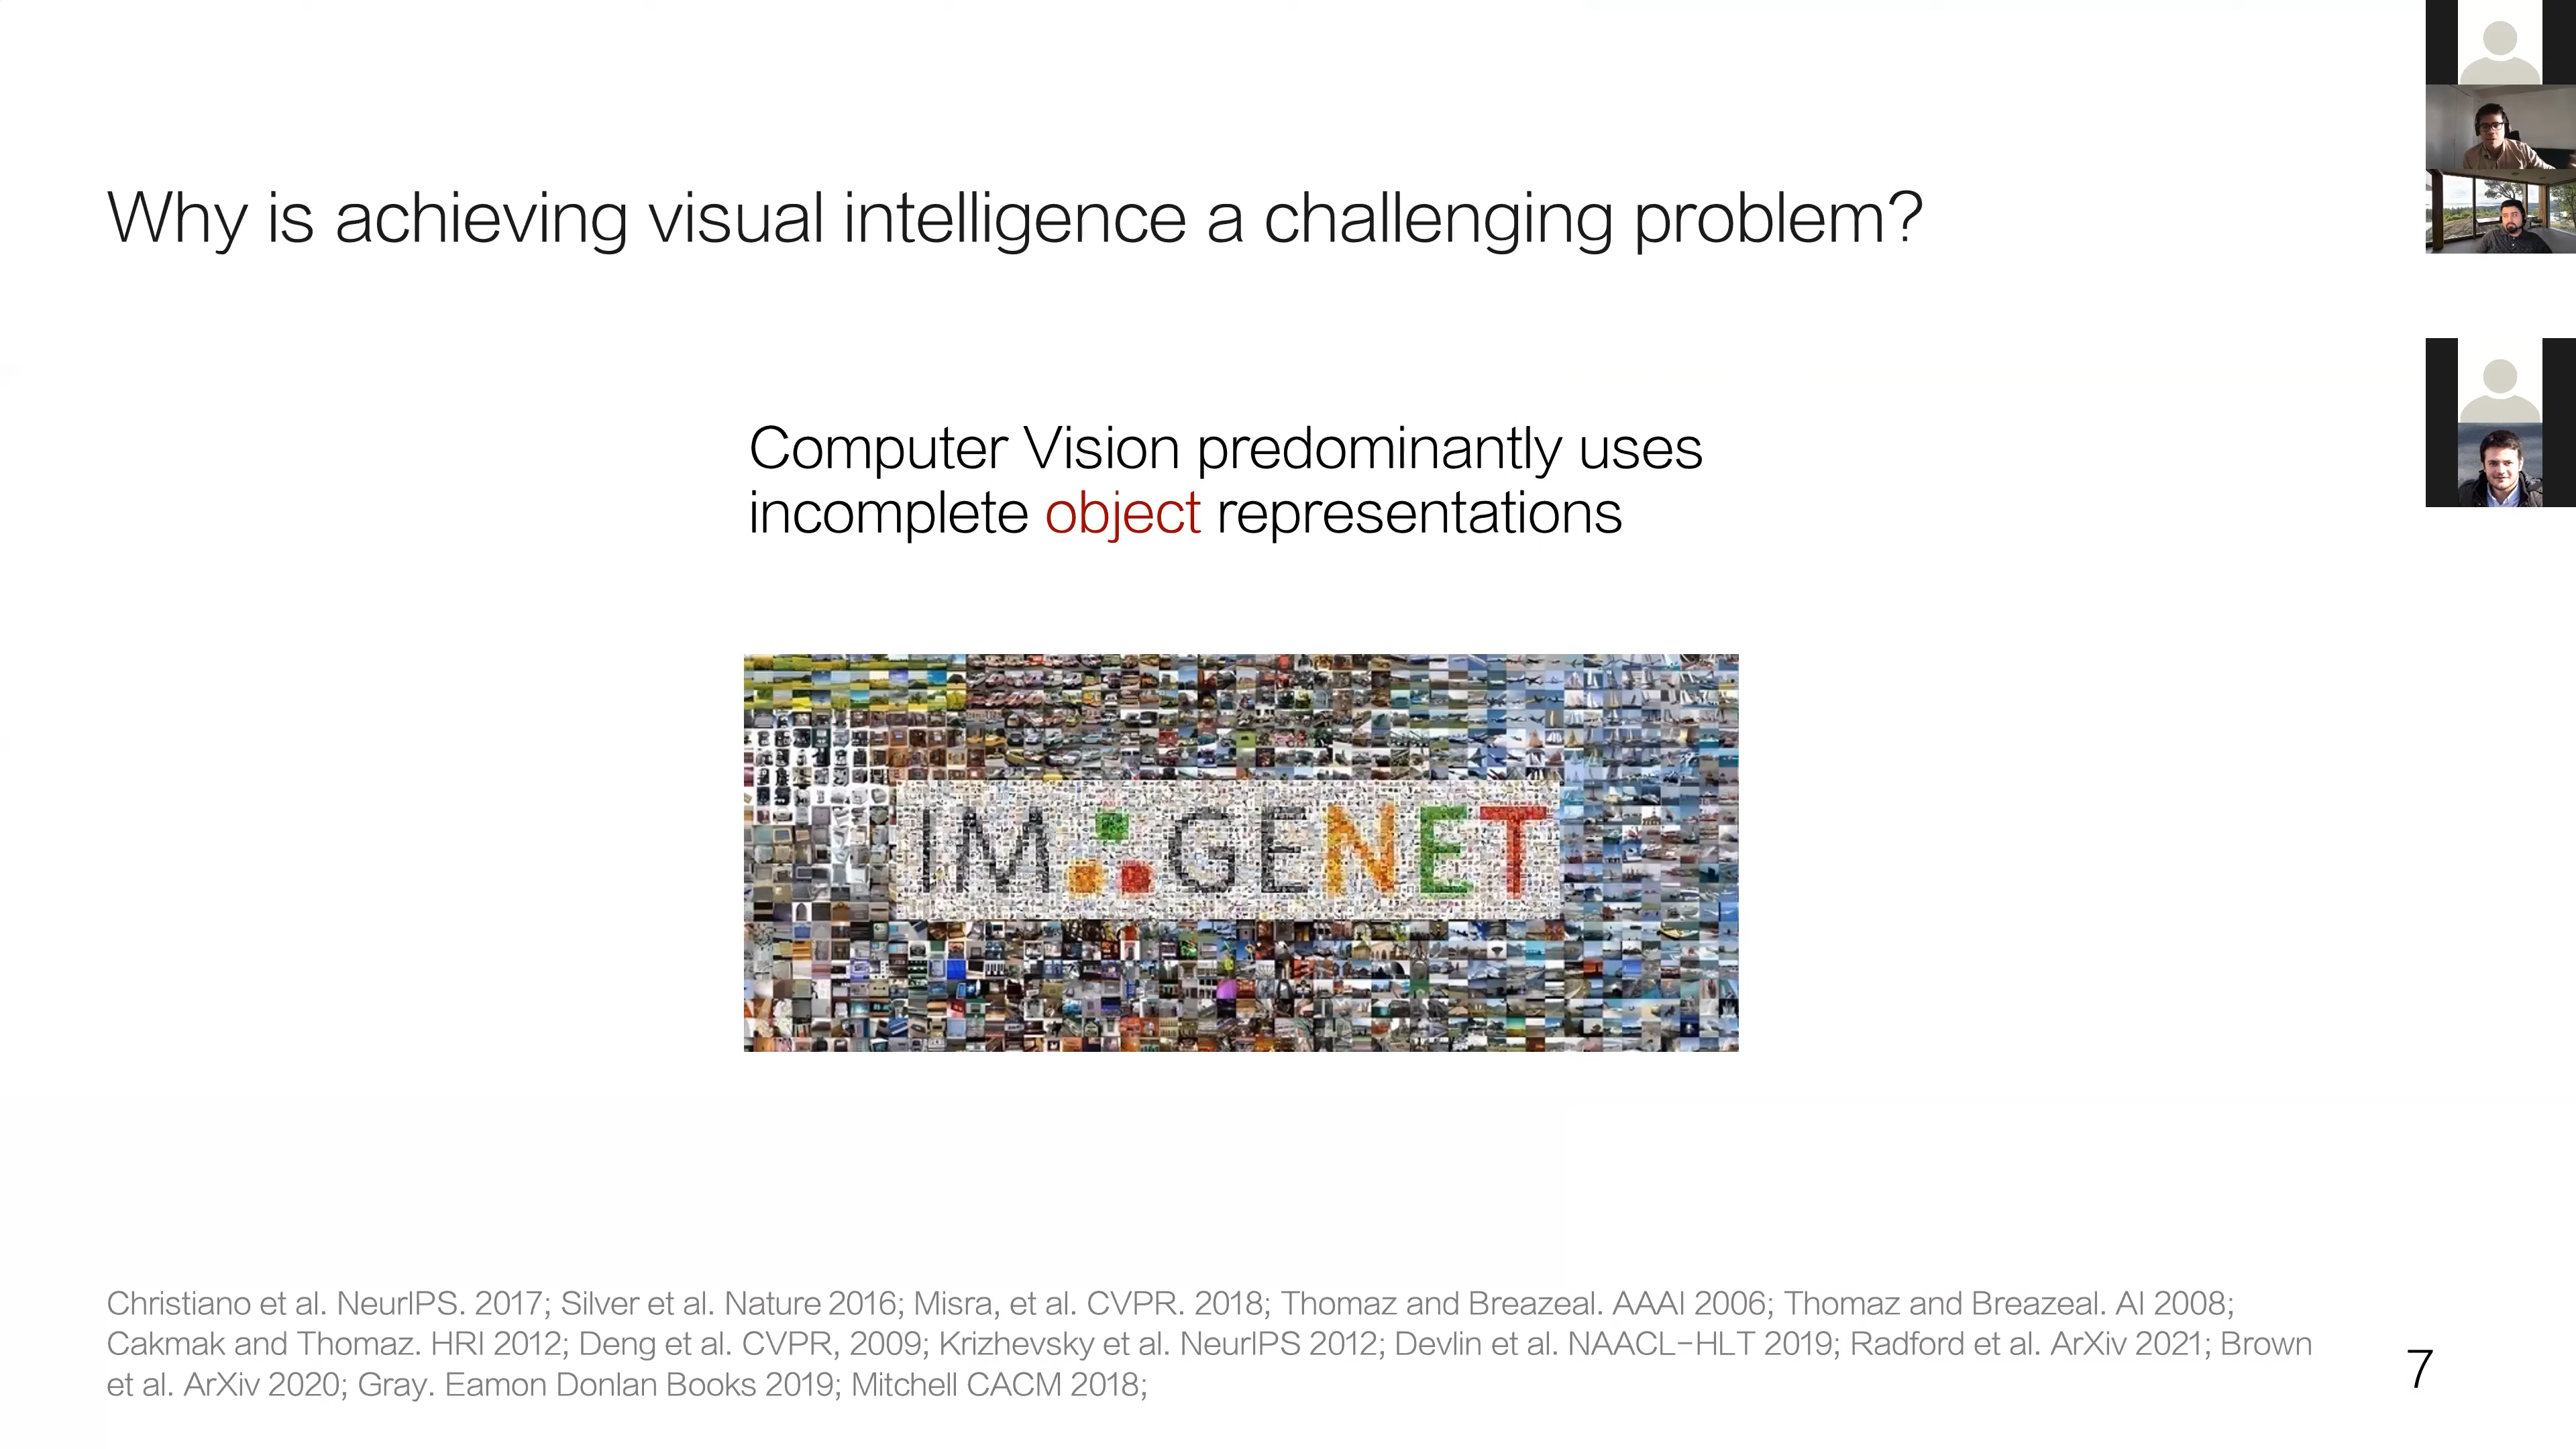 Why is achieving visual intelligence a challenging problem?
Computer Vision predominantly uses
incomplete object representations
IM GENET
Christiano et al. NeurIPS. 2017; Silver et al. Nature 2016; Misra, et al. CVPR. 2018; Thomaz and Breazeal. AAAI 2006; Thomaz and Breazeal. AI 2008;
Cakmak and Thomaz. HRI 2012; Deng et al. CVPR, 2009; Krizhevsky et al. NeurIPS 2012; Devlin et al. NAACL-HLT 2019; Radford et al. ArXiv 2021; Brown
et al. ArXiv 2020; Gray. Eamon Donlan Books 2019; Mitchell CACM 2018;
7